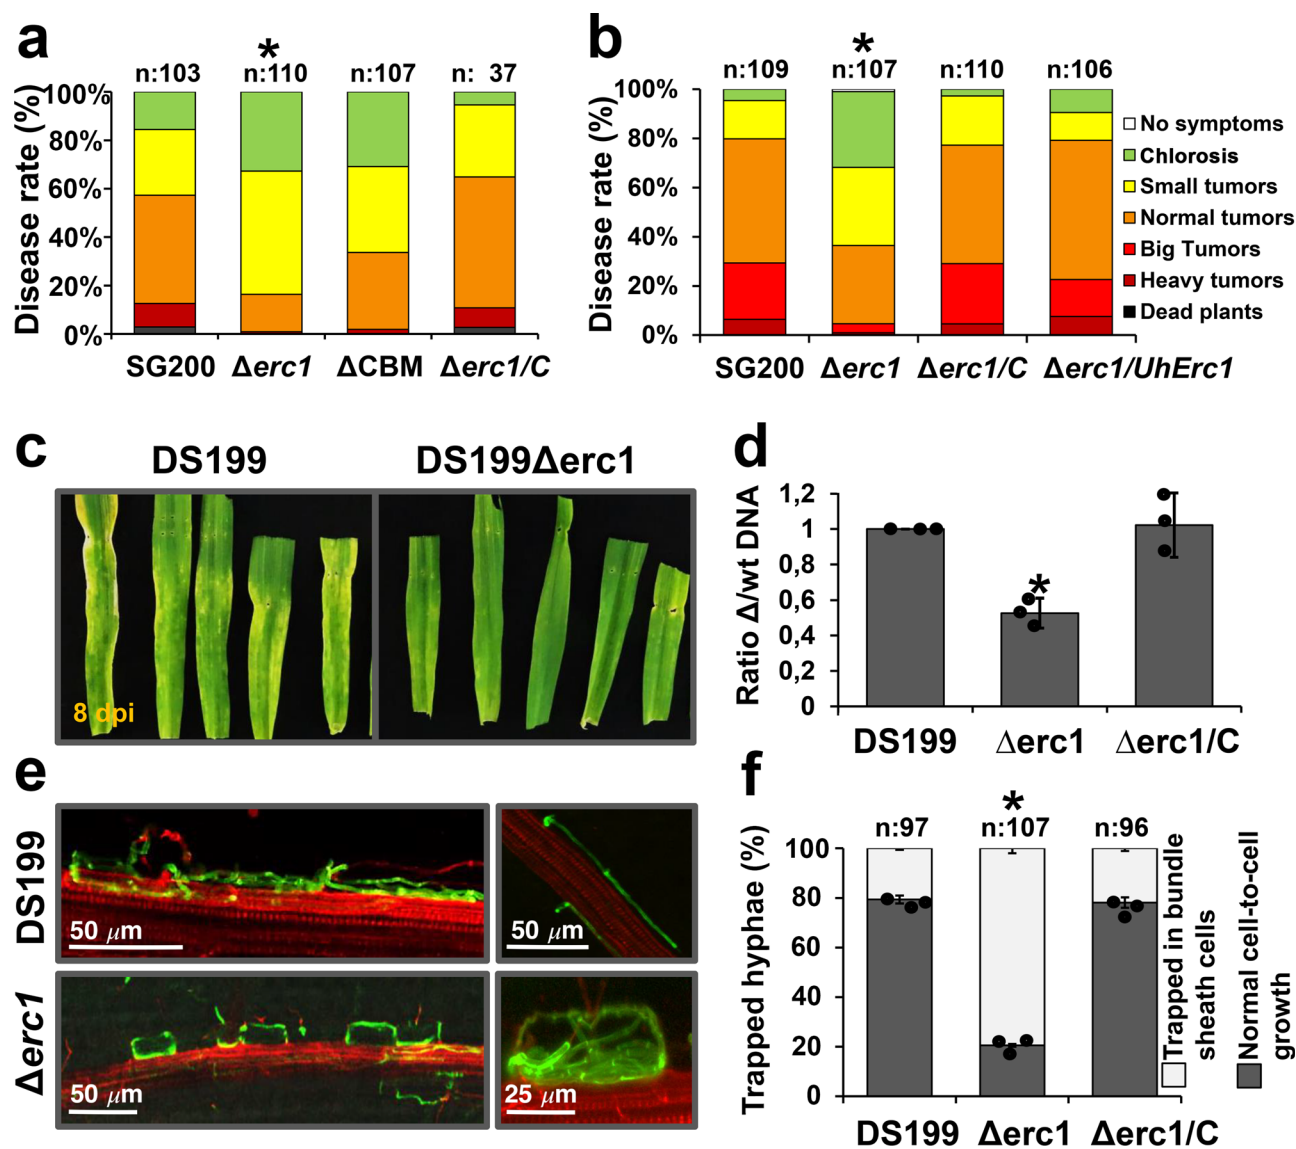 a
*
n:103 n:110 n:107 n: 37
Disease rate (%)
100%
80%
60%
40%
20%
0%
SG200 Δerc1 ΔCBM Δerc1/C
b
*
n:109 n:107 n:110 n:106
Disease rate (%)
100%
80%
60%
40%
20%
0%
SG200 Δerc1 Δerc1/C Δerc1/UhErc1
No symptoms
Chlorosis
Small tumors
Normal tumors
Big Tumors
Heavy tumors
Dead plants
c
DS199 DS199Δerc1
8 dpi
d
Ratio Δ/wt DNA
1,2
1
0,8
0,6
0,4
0,2
0
*
DS199 Δerc1 Δerc1/C
e
DS199
50 μm
50 μm
Δerc1
50 μm
25 μm
f
*
n:97 n:107 n:96
Trapped hyphae (%)
100
80
60
40
20
0
DS199 Δerc1 Δerc1/C
Trapped in bundle
sheath cells
Normal cell-to-cell
growth